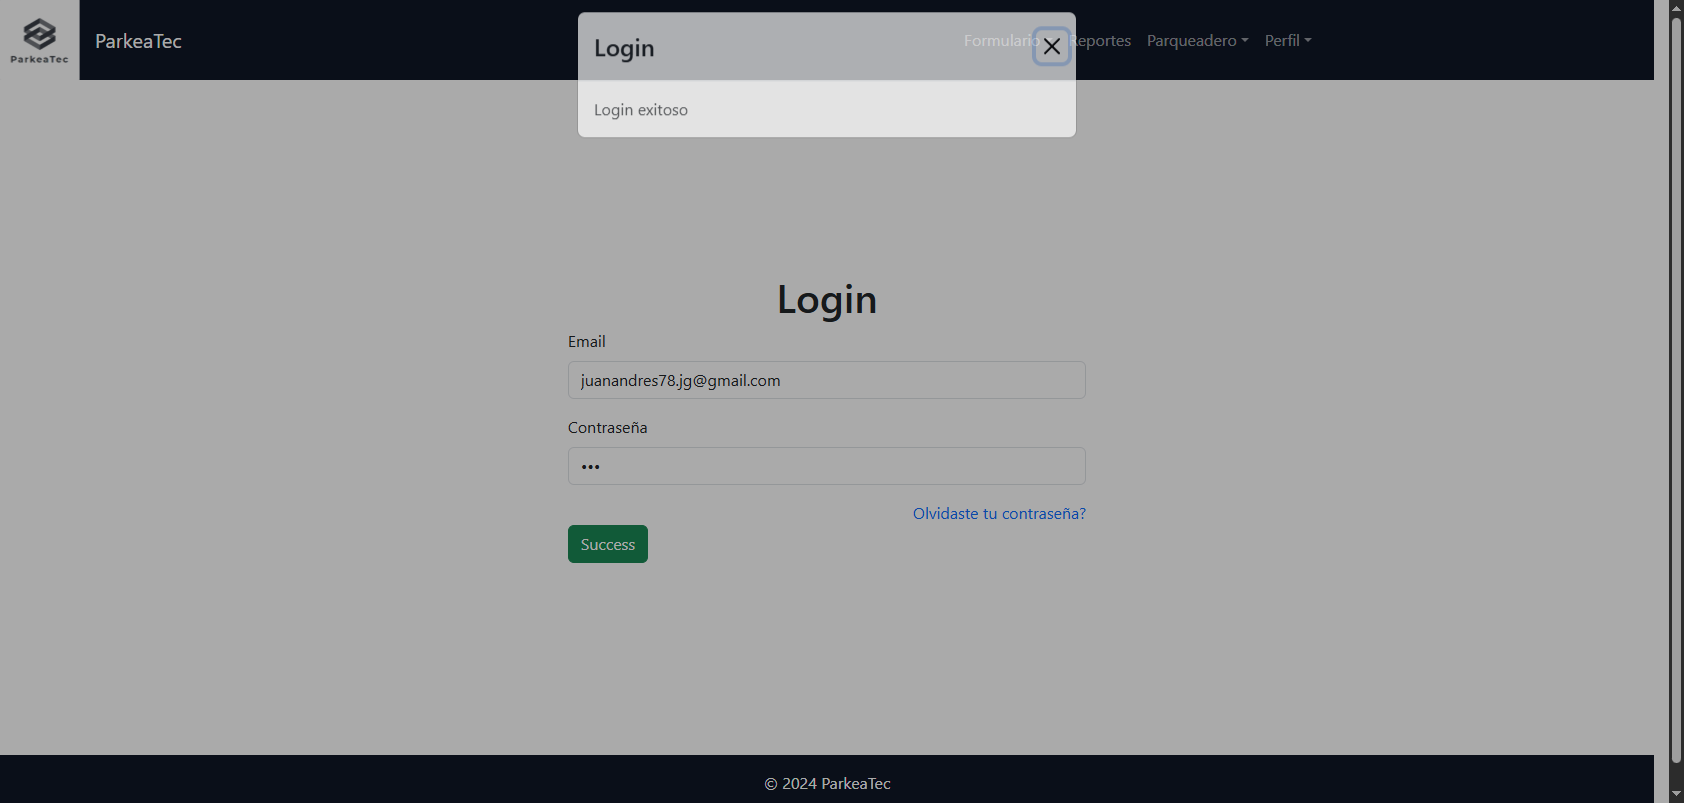 ParkeaTec
ParkeaTec
Formulario Reportes Parqueadero Perfil
Login
Login exitoso
Login
Email
juanandres78.jg@gmail.com
Contraseña
•••
Olvidaste tu contraseña?
Success
© 2024 ParkeaTec